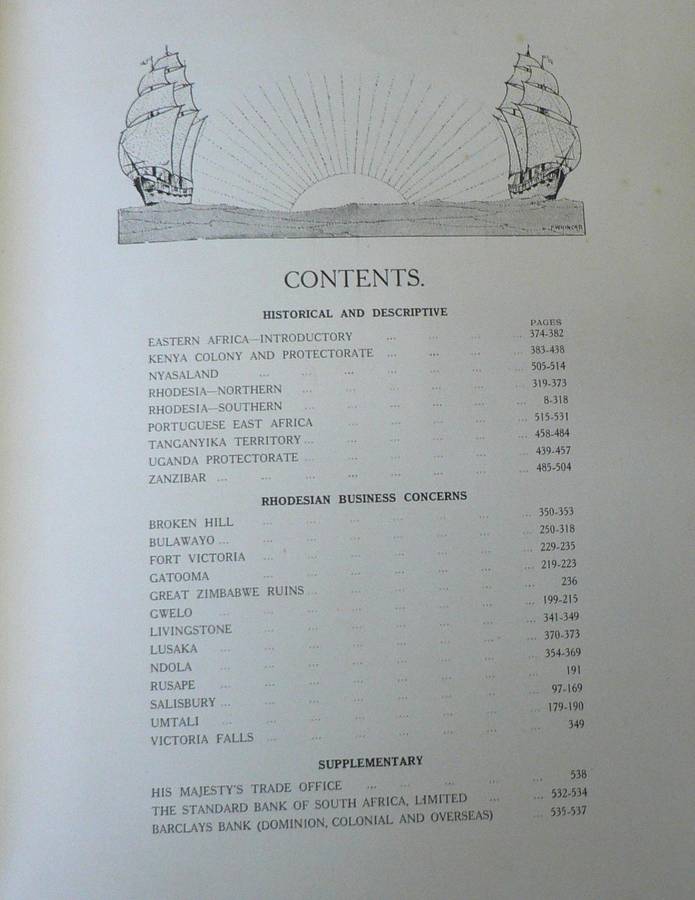 CONTENTS.
HISTORICAL AND DESCRIPTIVE
PAGES
EASTERN AFRICA—INTRODUCTORY ... ... ... ... 374-382
KENYA COLONY AND PROTECTORATE ... ... ... ... 383-438
NYASALAND ... ... ... ... ... ... ... 505-514
RHODESIA—NORTHERN ... ... ... ... ... ... 319-373
RHODESIA—SOUTHERN ... ... ... ... ... ... 8-318
PORTUGUESE EAST AFRICA ... ... ... ... ... 515-531
TANGANYIKA TERRITORY ... ... ... ... ... ... 458-484
UGANDA PROTECTORATE ... ... ... ... ... ... 439-457
ZANZIBAR ... ... ... ... ... ... ... ... 485-504
RHODESIAN BUSINESS CONCERNS
BROKEN HILL ... ... ... ... ... ... ... 350-353
BULAWAYO ... ... ... ... ... ... ... ... 250-318
FORT VICTORIA ... ... ... ... ... ... ... 229-235
GATOOMA ... ... ... ... ... ... ... 219-223
GREAT ZIMBABWE RUINS ... ... ... ... ... ... 236
GWELO ... ... ... ... ... ... ... ... 199-215
LIVINGSTONE ... ... ... ... ... ... ... 341-349
LUSAKA ... ... ... ... ... ... ... ... 370-373
NDOLA ... ... ... ... ... ... ... ... 354-369
RUSAPE ... ... ... ... ... ... ... ... 191
SALISBURY ... ... ... ... ... ... ... ... 97-169
UMTALI ... ... ... ... ... ... ... ... 179-190
VICTORIA FALLS ... ... ... ... ... ... ... 349
SUPPLEMENTARY
HIS MAJESTY'S TRADE OFFICE ... ... ... ... ... 538
THE STANDARD BANK OF SOUTH AFRICA, LIMITED ... ... 532-534
BARCLAYS BANK (DOMINION, COLONIAL AND OVERSEAS) ... 535-537